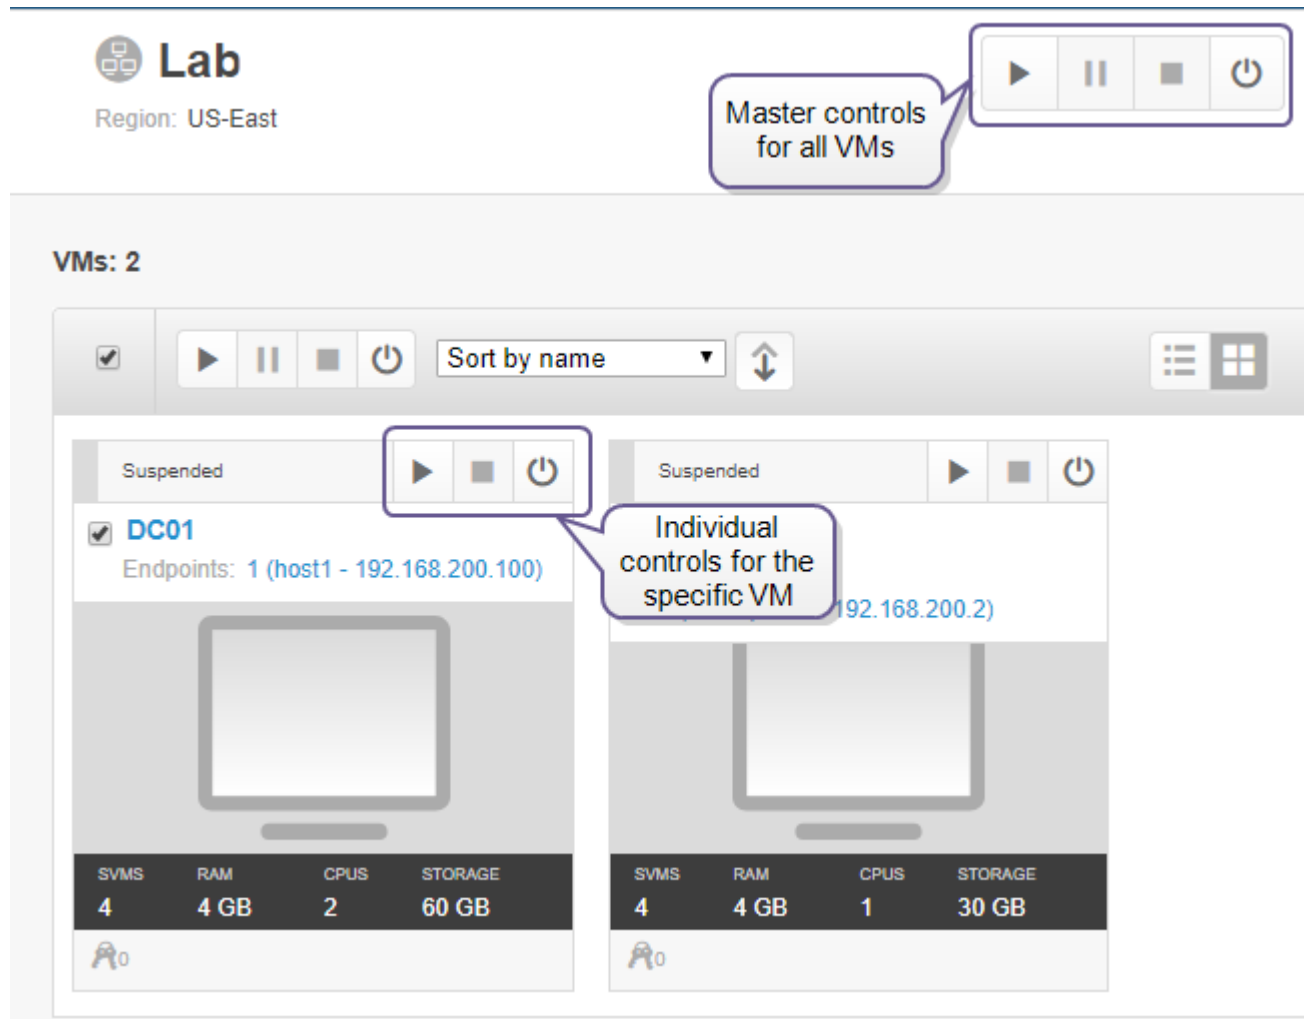 Lab
Region: US-East
Master controls
for all VMs
VMs: 2
Sort by name
Suspended
Suspended
DC01
Endpoints: 1 (host1 - 192.168.200.100)
Individual
controls for the
specific VM
192.168.200.2)
SVMS RAM CPUS STORAGE
4 4 GB 2 60 GB
SVMS RAM CPUS STORAGE
4 4 GB 1 30 GB
0
0